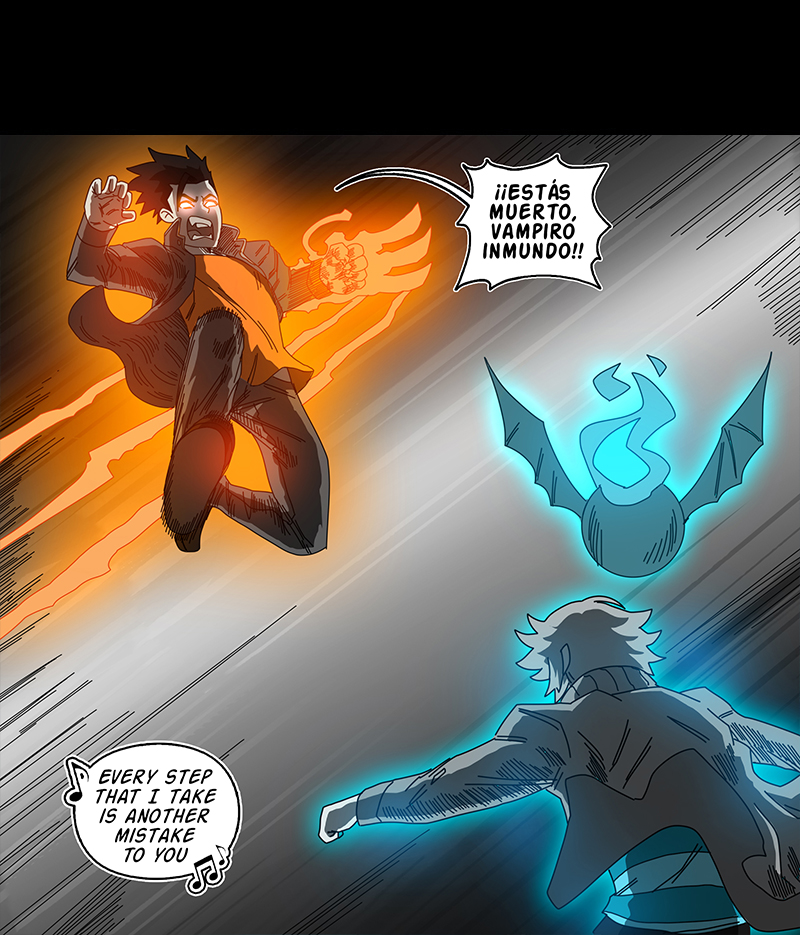 ¡¡ESTÁS
MUERTO,
VAMPIRO
INMUNDO!!
EVERY STEP
THAT I TAKE
IS ANOTHER
MISTAKE
TO YOU